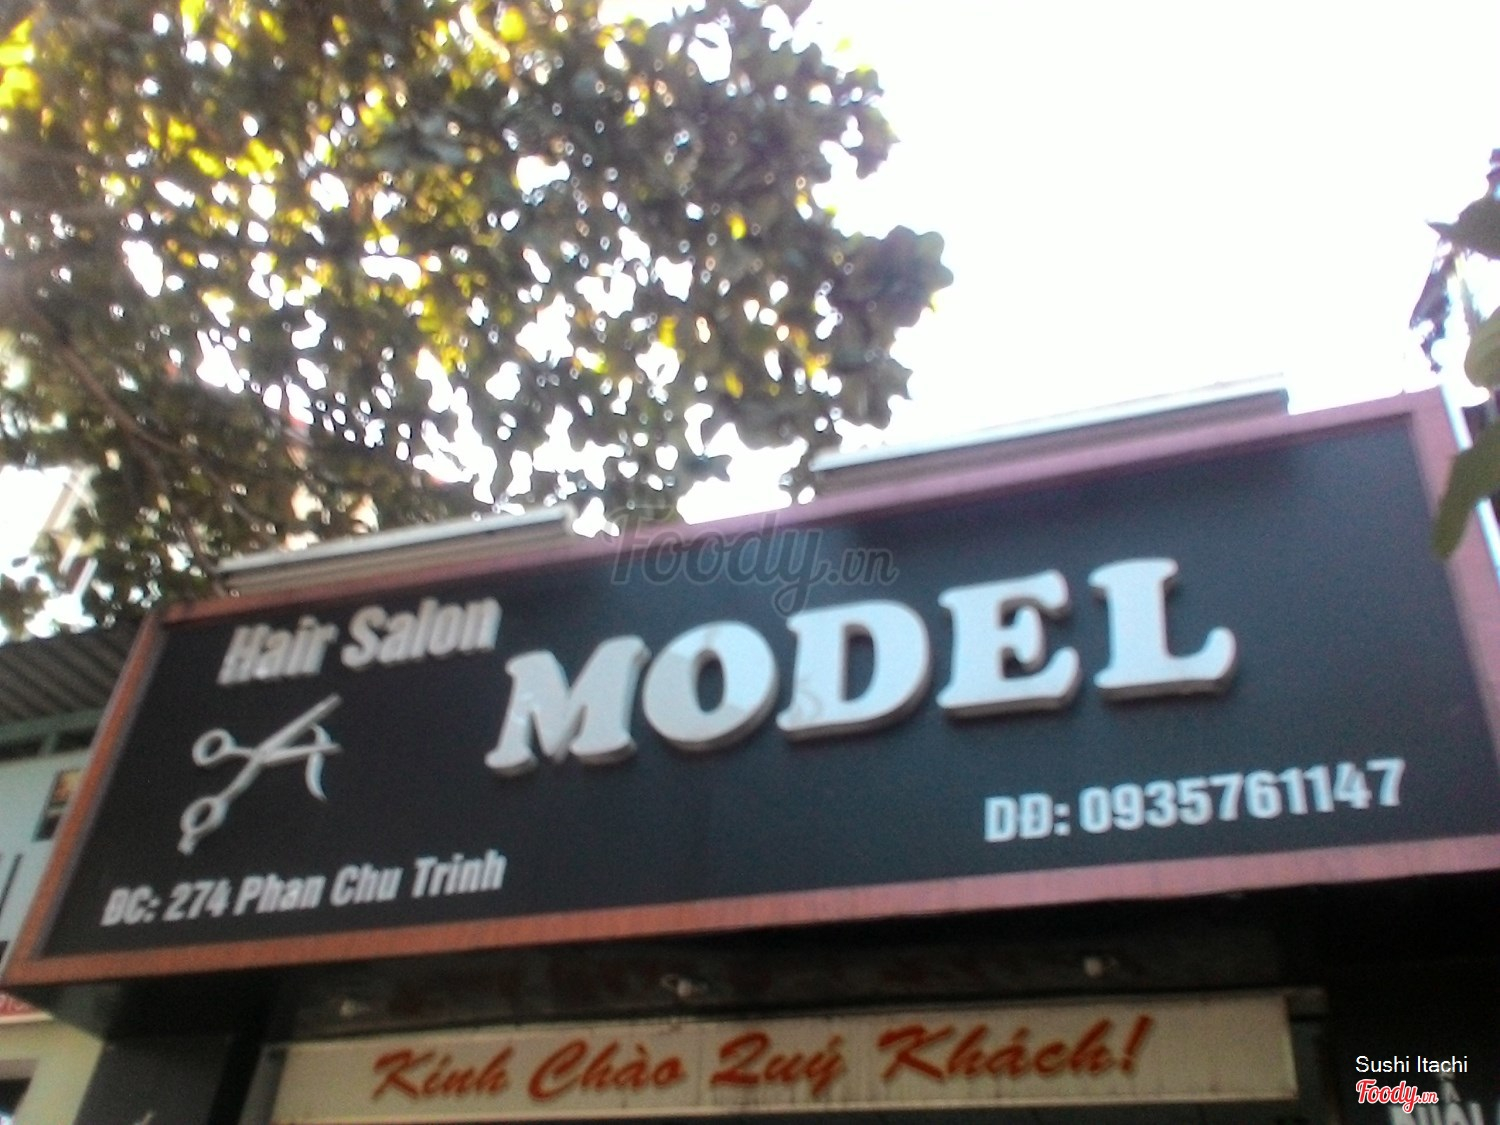 Foody.vn
Hair Salon
MODEL
DĐ: 0935761147
ĐC: 274 Phan Chu Trinh
Kính Chào Quý Khách!
Sushi Itachi
Foody.vn